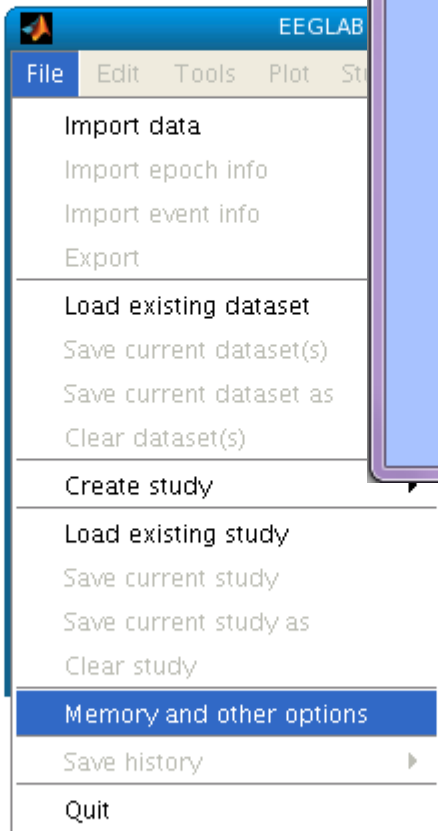 EEGLAB
File Edit Tools Plot
Import data
Import epoch info
Import event info
Export
Load existing dataset
Save current dataset(s)
Save current dataset as
Clear dataset(s)
Create study
Load existing study
Save current study
Save current study as
Clear study
Memory and other options
Save history
Quit